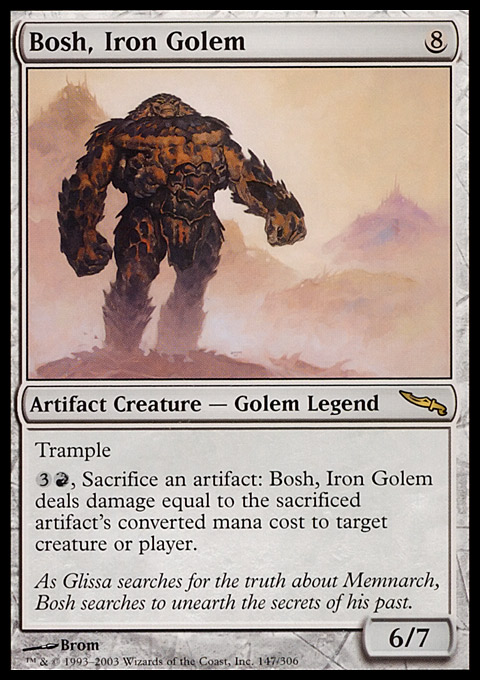 Bosh, Iron Golem 8
Artifact Creature — Golem Legend
Trample
3R, Sacrifice an artifact: Bosh, Iron Golem
deals damage equal to the sacrificed
artifact's converted mana cost to target
creature or player.
As Glissa searches for the truth about Memnarch,
Bosh searches to unearth the secrets of his past.
6/7
Brom
™ & © 1993–2003 Wizards of the Coast, Inc. 147/306